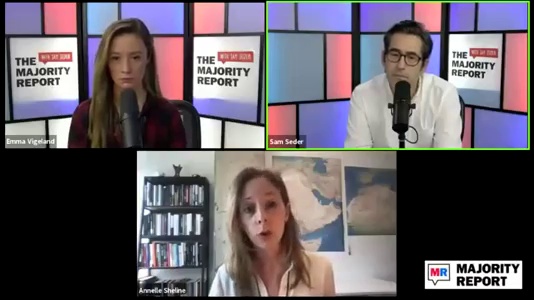 WITH SAM SEDER
THE
MAJORITY
REPORT
WITH SAM SEDER
THE
MAJORITY
REPORT
WITH SAM SEDER
THE
MAJORITY
REPORT
Emma Vigeland
Sam Seder
Annelle Sheline
MR
MAJORITY
REPORT